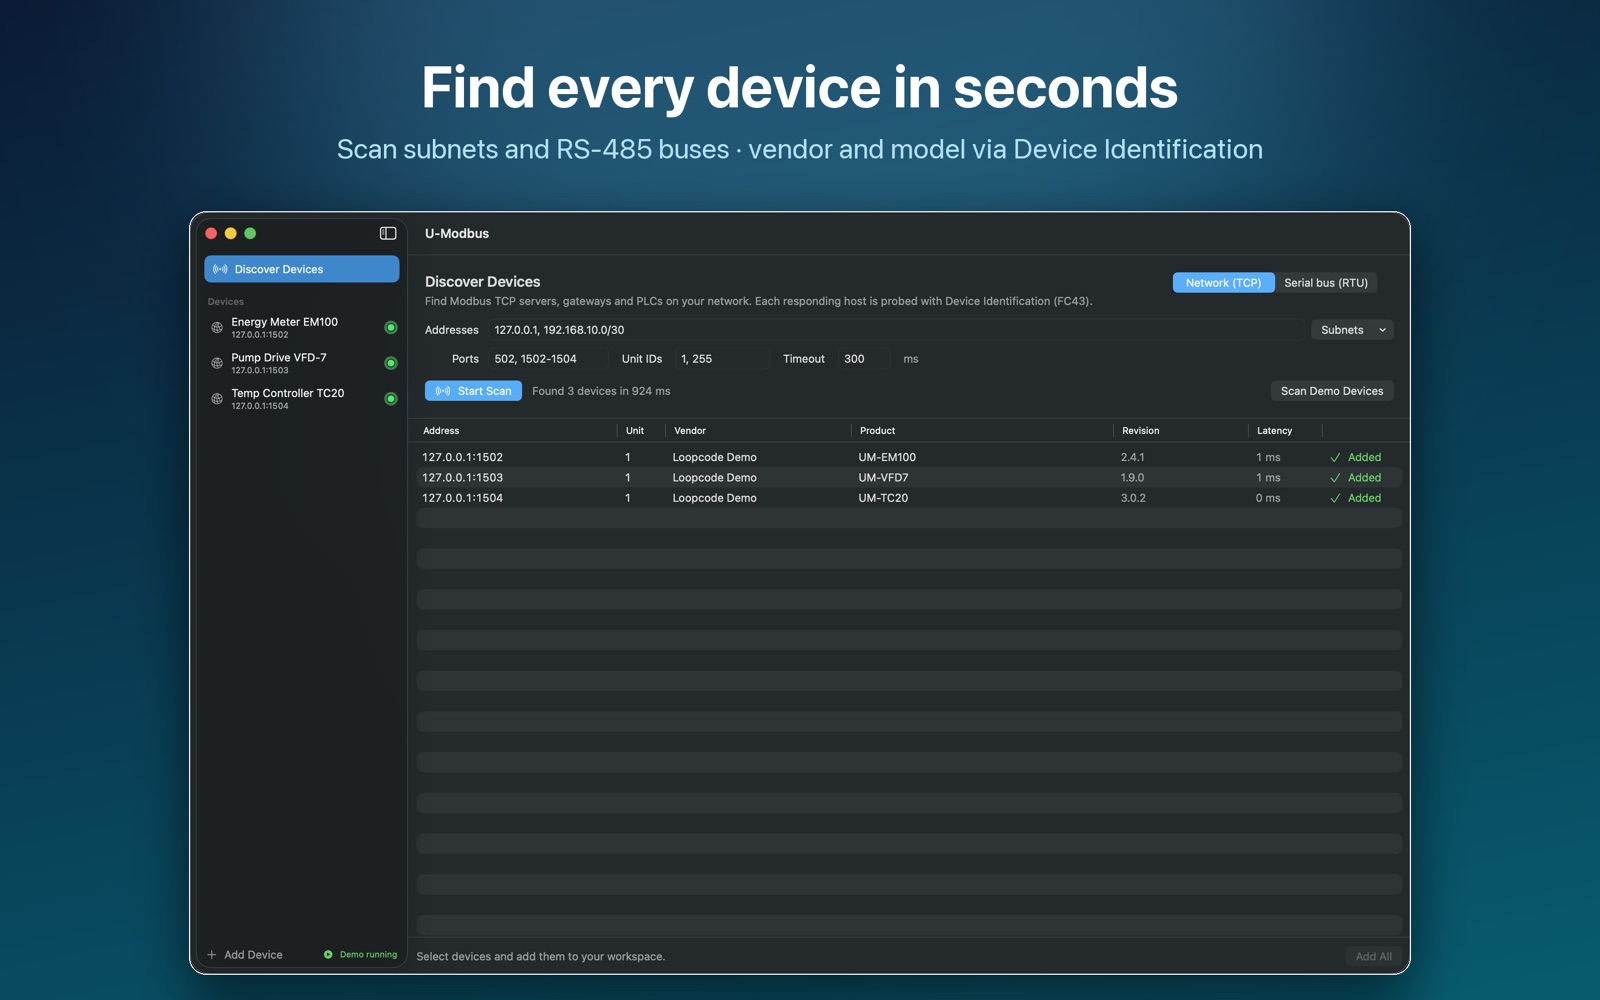 Find every device in seconds
Scan subnets and RS-485 buses · vendor and model via Device Identification
U-Modbus
Discover Devices
Devices
Energy Meter EM100
127.0.0.1:1502
Pump Drive VFD-7
127.0.0.1:1503
Temp Controller TC20
127.0.0.1:1504
Add Device
Demo running
Discover Devices
Network (TCP) Serial bus (RTU)
Find Modbus TCP servers, gateways and PLCs on your network. Each responding host is probed with Device Identification (FC43).
Addresses 127.0.0.1, 192.168.10.0/30 Subnets
Ports 502, 1502-1504 Unit IDs 1, 255 Timeout 300 ms
Start Scan Found 3 devices in 924 ms Scan Demo Devices
Address Unit Vendor Product Revision Latency
127.0.0.1:1502 1 Loopcode Demo UM-EM100 2.4.1 1 ms ✓ Added
127.0.0.1:1503 1 Loopcode Demo UM-VFD7 1.9.0 1 ms ✓ Added
127.0.0.1:1504 1 Loopcode Demo UM-TC20 3.0.2 0 ms ✓ Added
Select devices and add them to your workspace. Add All